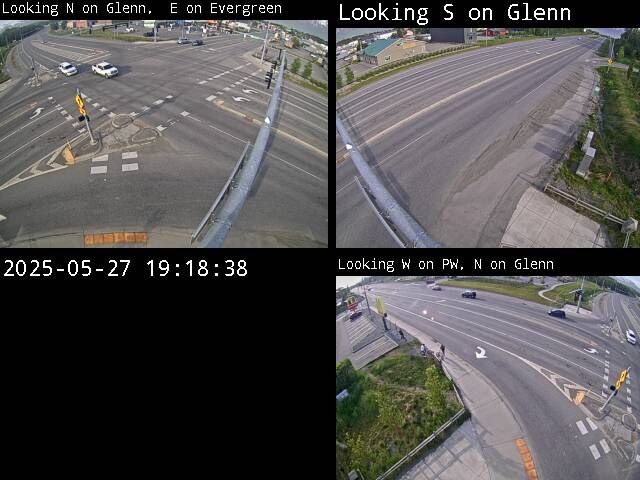 Looking N on Glenn,  E on Evergreen
Looking S on Glenn
2025-05-27 19:18:38
Looking W on PW, N on Glenn